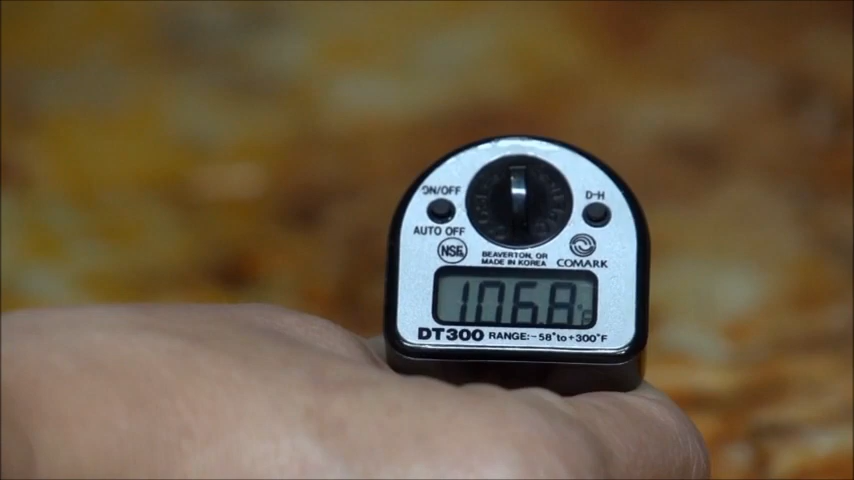 ON/OFF
D-H
AUTO OFF
NSF
BEAVERTON, OR
MADE IN KOREA
COMARK
106.8°F
DT300 RANGE:-58°to+300°F